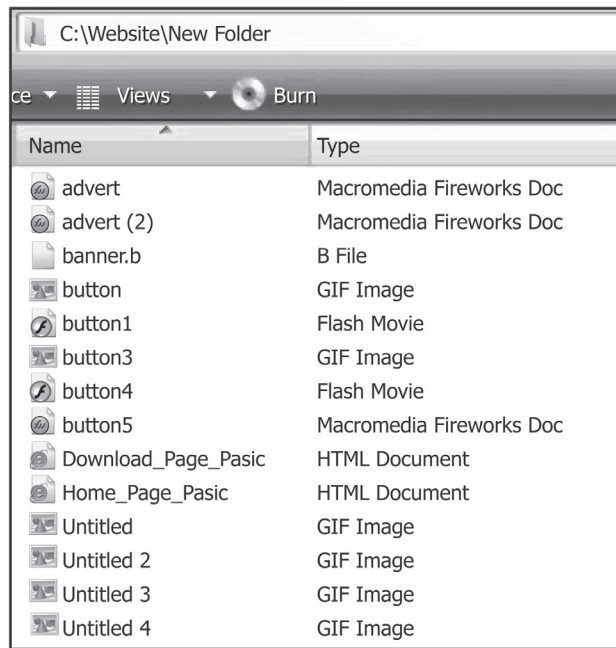 C:\Website\New Folder
ce Views Burn
Name Type
advert Macromedia Fireworks Doc
advert (2) Macromedia Fireworks Doc
banner.b B File
button GIF Image
button1 Flash Movie
button3 GIF Image
button4 Flash Movie
button5 Macromedia Fireworks Doc
Download_Page_Pasic HTML Document
Home_Page_Pasic HTML Document
Untitled GIF Image
Untitled 2 GIF Image
Untitled 3 GIF Image
Untitled 4 GIF Image